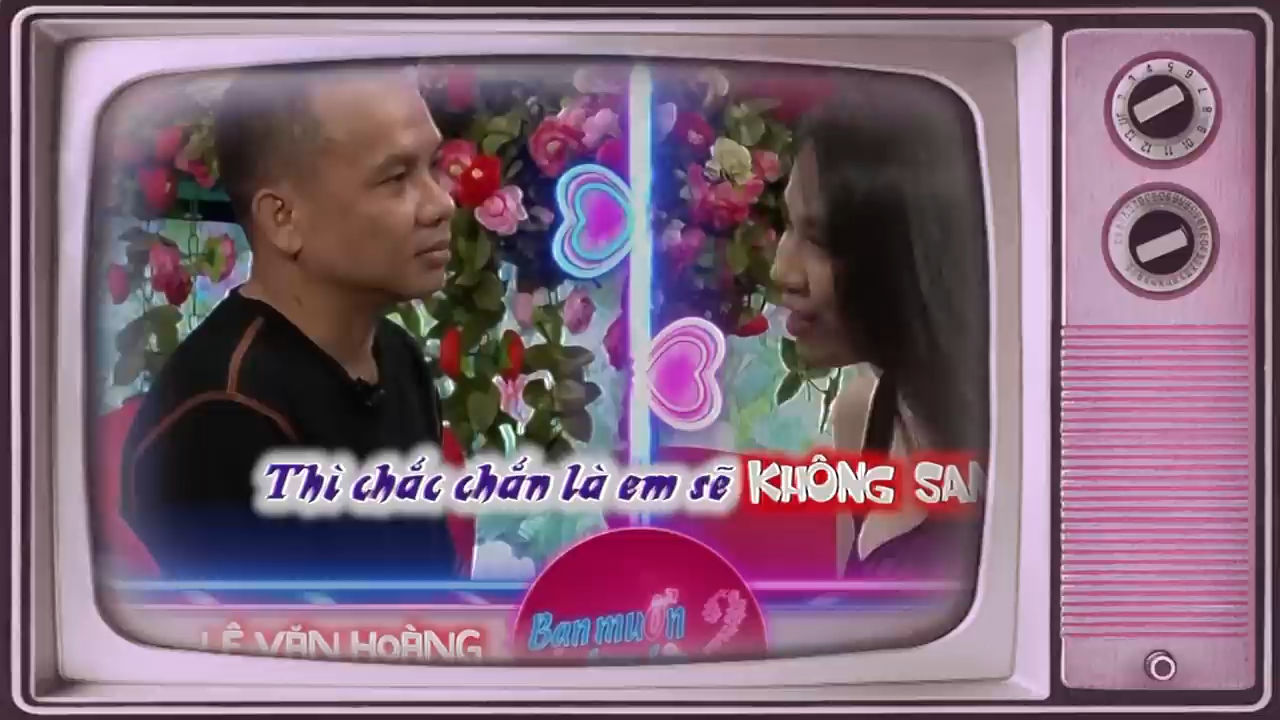 Thì chắc chắn là em sẽ KHÔNG
LÊ VĂN HOÀNG
Bạn muốn
?